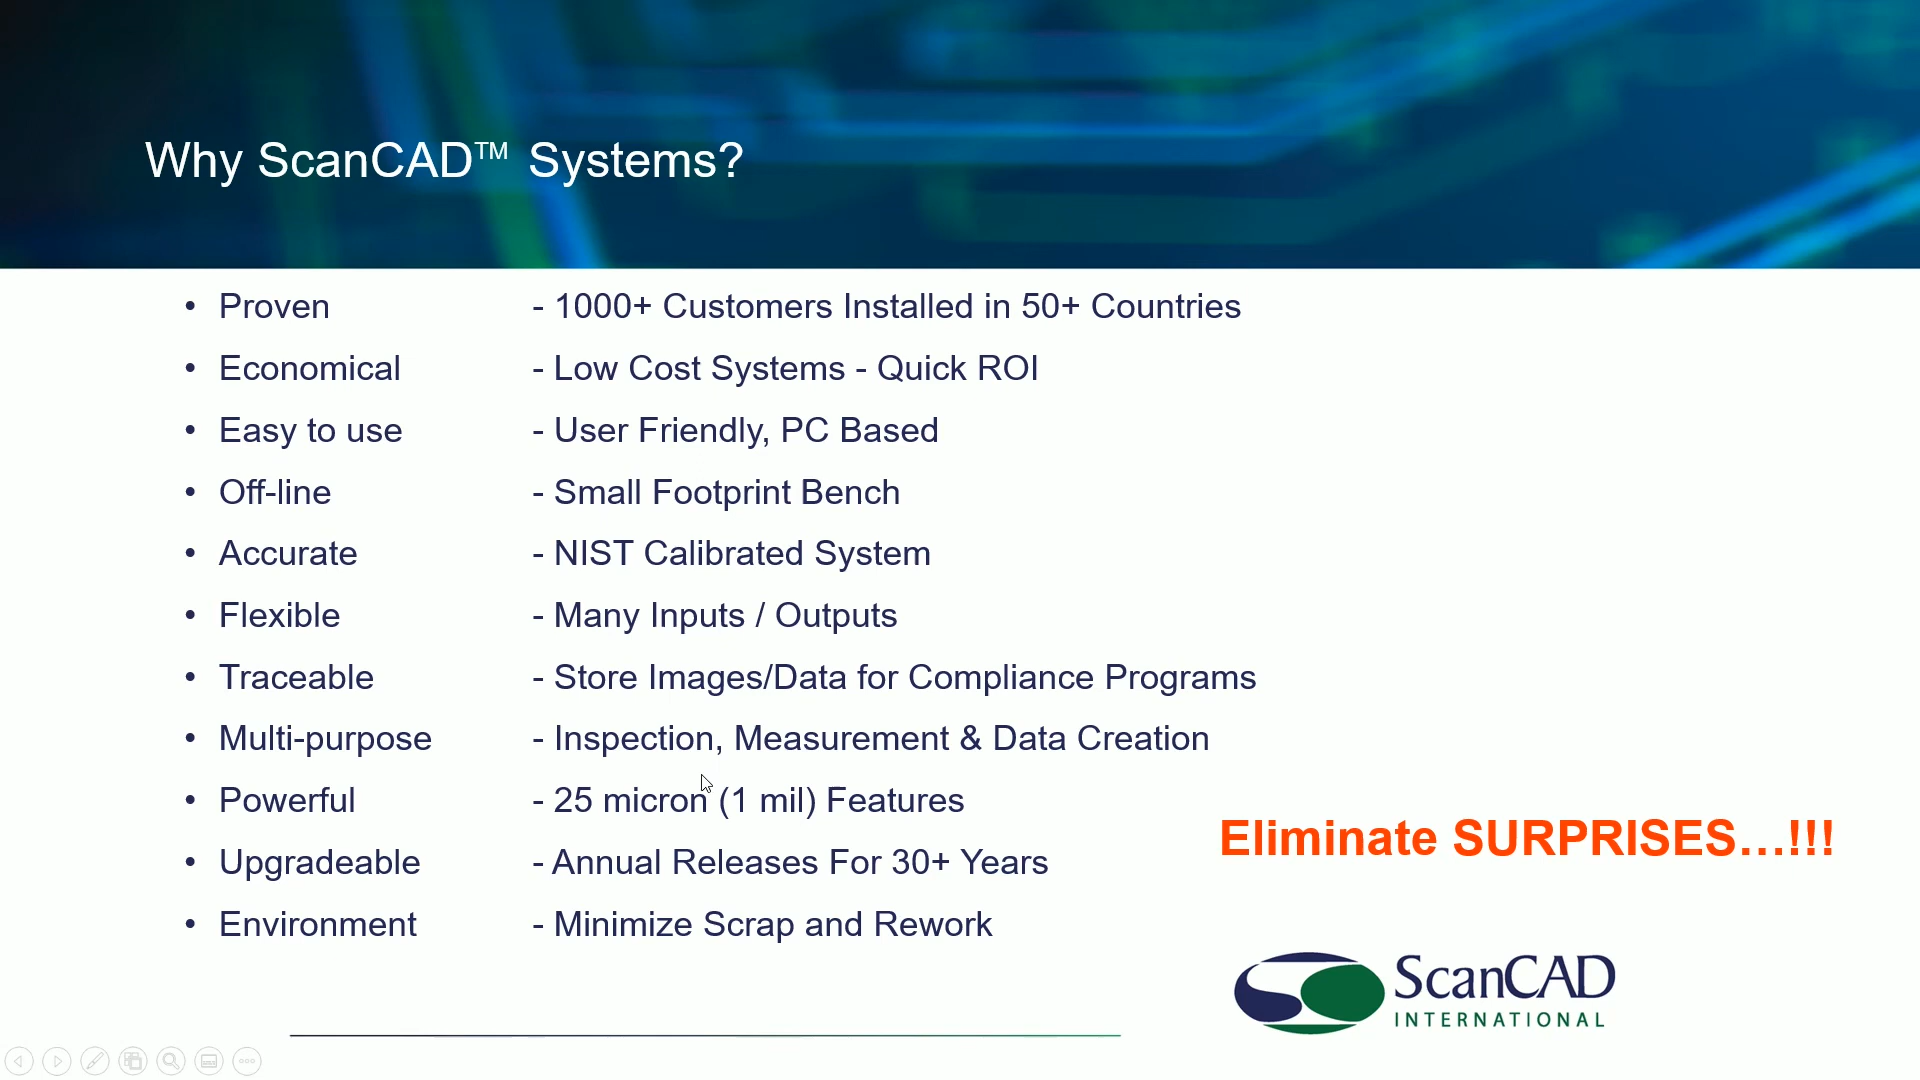 Why ScanCAD™ Systems?
• Proven - 1000+ Customers Installed in 50+ Countries
• Economical - Low Cost Systems - Quick ROI
• Easy to use - User Friendly, PC Based
• Off-line - Small Footprint Bench
• Accurate - NIST Calibrated System
• Flexible - Many Inputs / Outputs
• Traceable - Store Images/Data for Compliance Programs
• Multi-purpose - Inspection, Measurement & Data Creation
• Powerful - 25 micron (1 mil) Features
• Upgradeable - Annual Releases For 30+ Years
• Environment - Minimize Scrap and Rework
Eliminate SURPRISES…!!!
ScanCAD
INTERNATIONAL